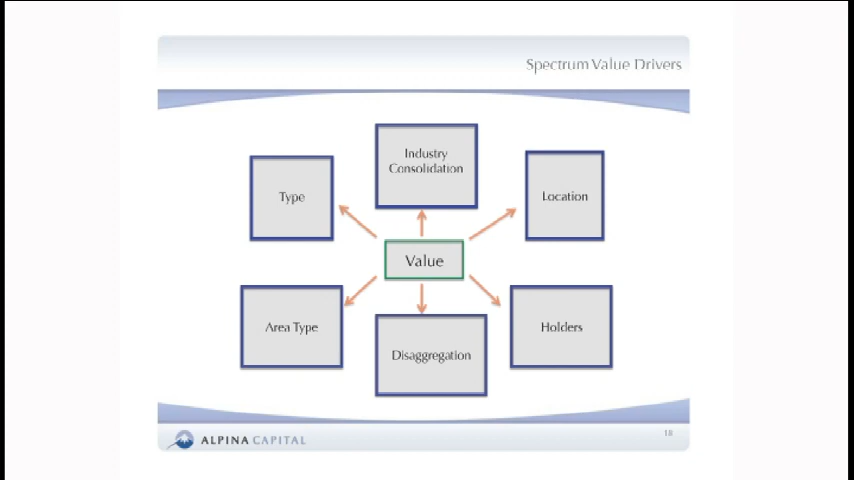 Spectrum Value Drivers
Industry
Consolidation
Type
Location
Value
Area Type
Disaggregation
Holders
ALPINA CAPITAL
18